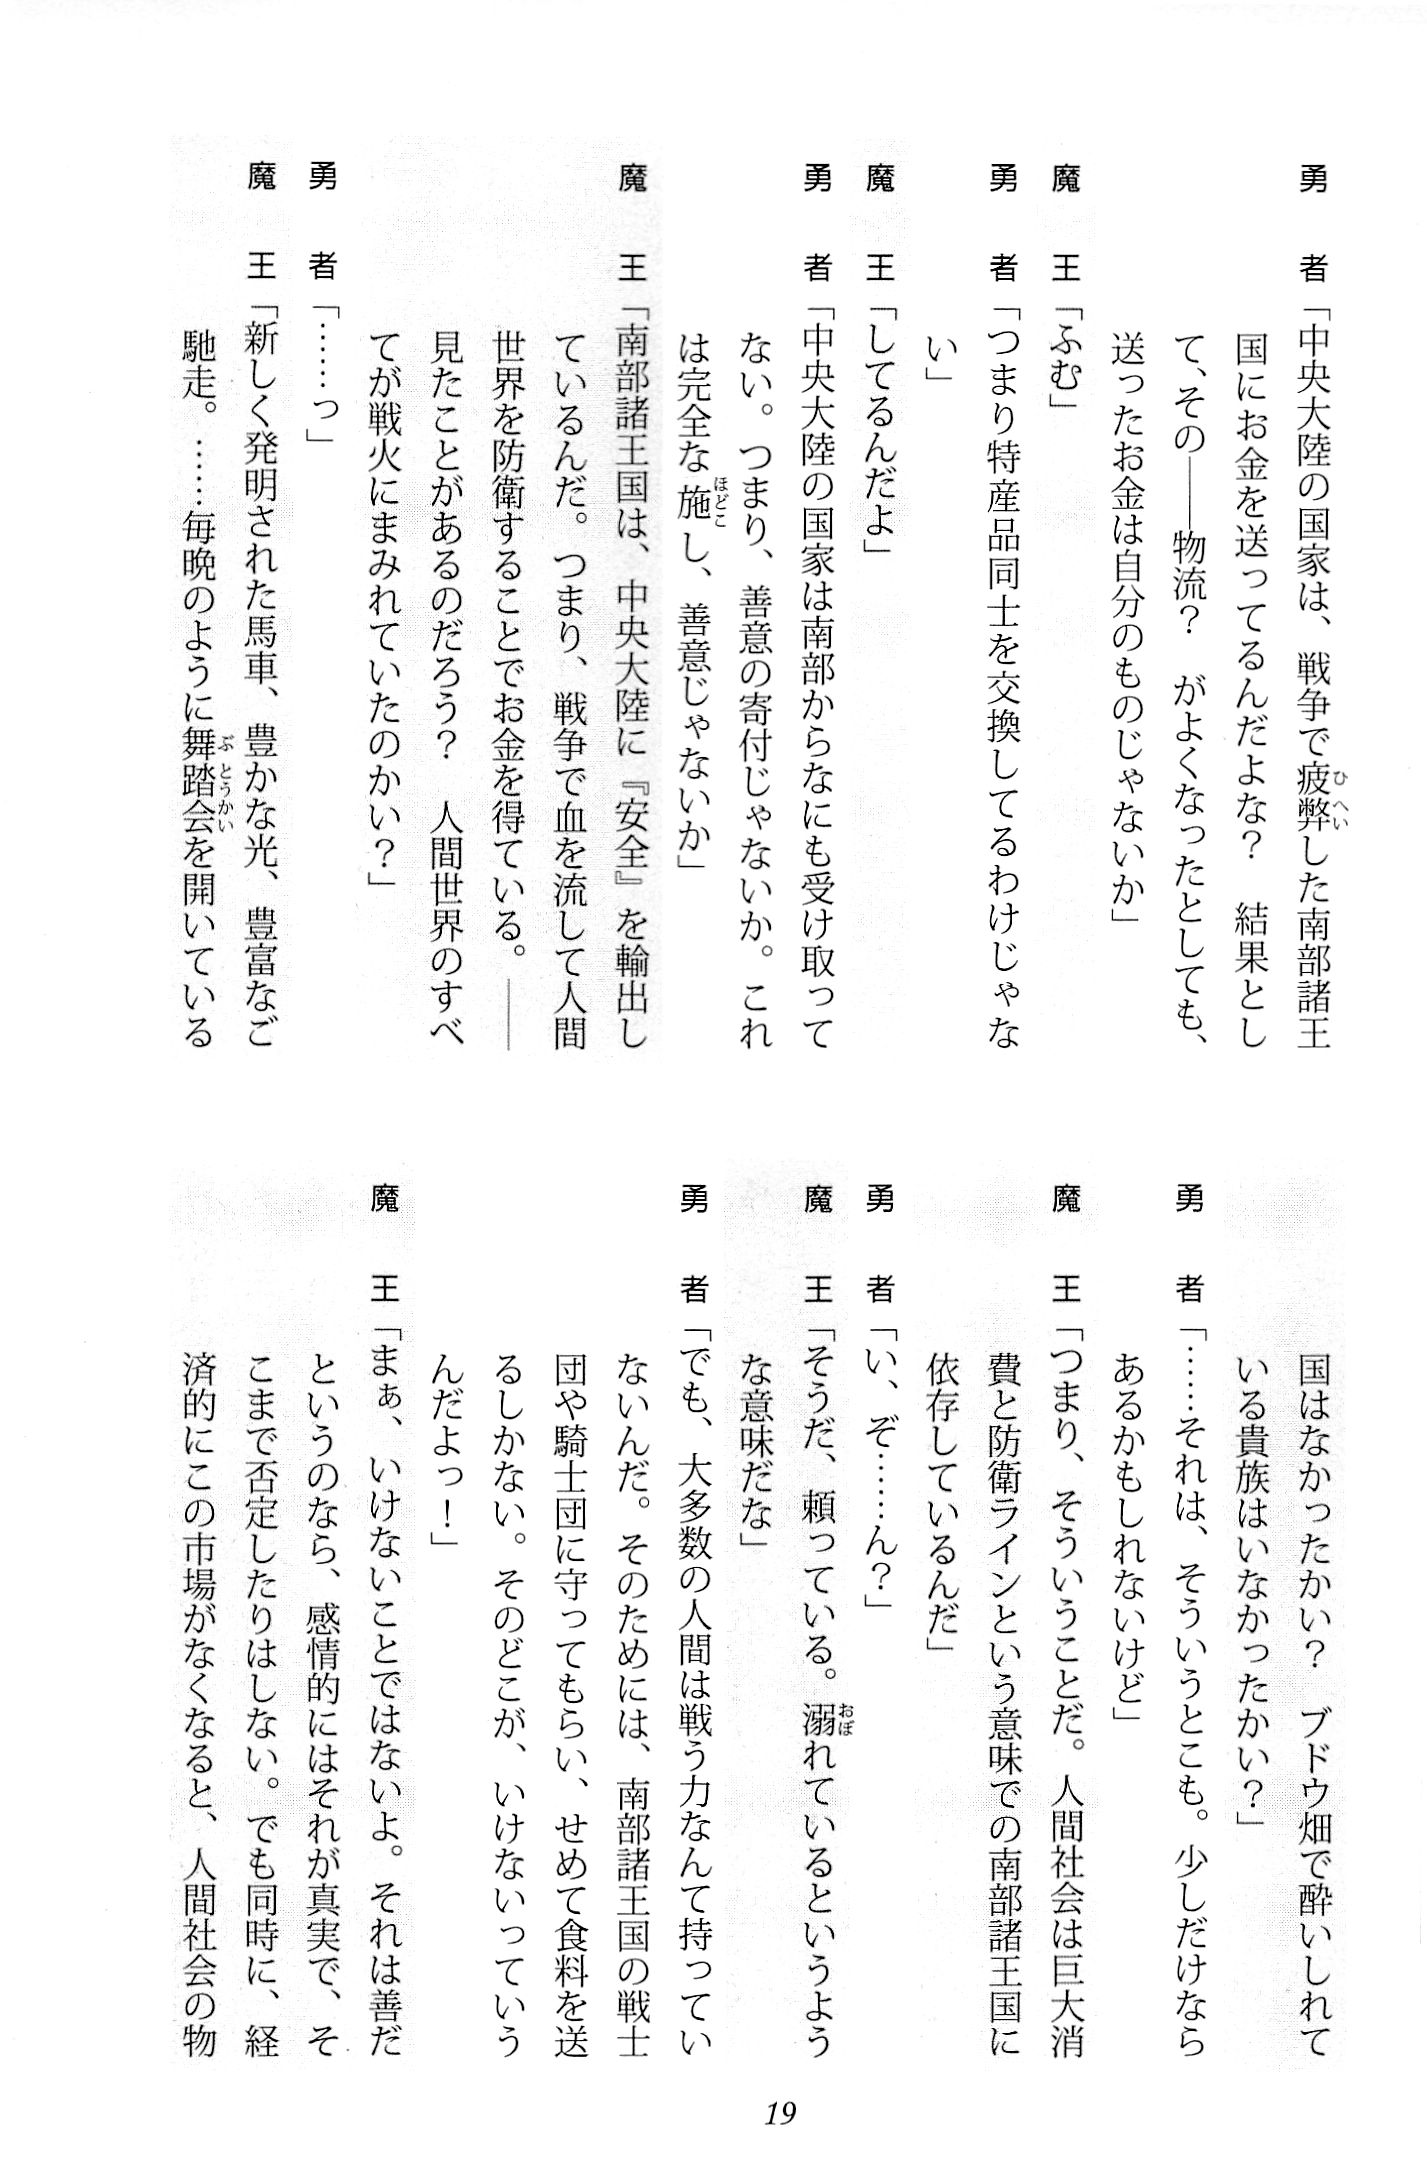 勇　者「中央大陸の国家は、戦争で疲弊した南部諸王
国にお金を送ってるんだよな？　結果とし
て、その――物流？　がよくなったとしても、
送ったお金は自分のものじゃないか」
魔　王「ふむ」
勇　者「つまり特産品同士を交換してるわけじゃな
い」
魔　王「してるんだよ」
勇　者「中央大陸の国家は南部からなにも受け取って
ない。つまり、善意の寄付じゃないか。これ
は完全な施し、善意じゃないか」
魔　王「南部諸王国は、中央大陸に『安全』を輸出し
ているんだ。つまり、戦争で血を流して人間
世界を防衛することでお金を得ている。――
見たことがあるのだろう？　人間世界のすべ
てが戦火にまみれていたのかい？」
勇　者「……っ」
魔　王「新しく発明された馬車、豊かな光、豊富なご
馳走。……毎晩のように舞踏会を開いている
国はなかったかい？　ブドウ畑で酔いしれて
いる貴族はいなかったかい？」
勇　者「……それは、そういうとこも。少しだけなら
あるかもしれないけど」
魔　王「つまり、そういうことだ。人間社会は巨大消
費と防衛ラインという意味での南部諸王国に
依存しているんだ」
勇　者「い、ぞ……ん？」
魔　王「そうだ、頼っている。溺れているというよう
な意味だな」
勇　者「でも、大多数の人間は戦う力なんて持ってい
ないんだ。そのためには、南部諸王国の戦士
団や騎士団に守ってもらい、せめて食料を送
るしかない。そのどこが、いけないっていう
んだよっ！」
魔　王「まぁ、いけないことではないよ。それは善だ
というのなら、感情的にはそれが真実で、そ
こまで否定したりはしない。でも同時に、経
済的にこの市場がなくなると、人間社会の物
19